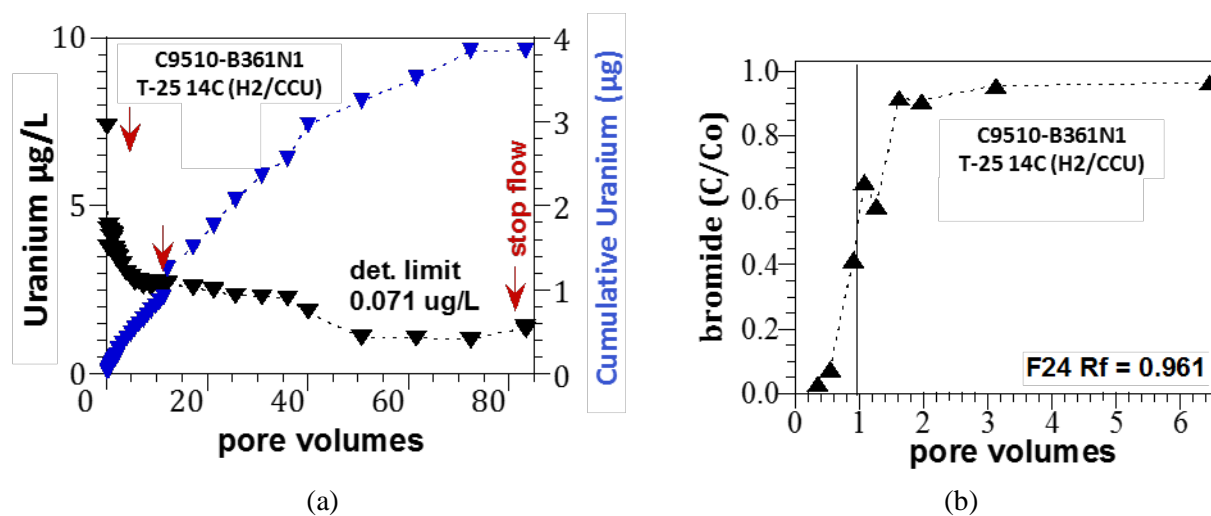 C9510-B361N1
T-25 14C (H2/CCU)
10
5
0
Uranium µg/L
4
3
2
1
0
Cumulative Uranium (µg)
stop flow
det. limit
0.071 ug/L
0 20 40 60 80
pore volumes
(a)
1.0
0.8
0.6
0.4
0.2
0.0
bromide (C/Co)
C9510-B361N1
T-25 14C (H2/CCU)
F24 Rf = 0.961
0 1 2 3 4 5 6
pore volumes
(b)